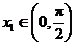 x₁ ∈ (0, π/2)